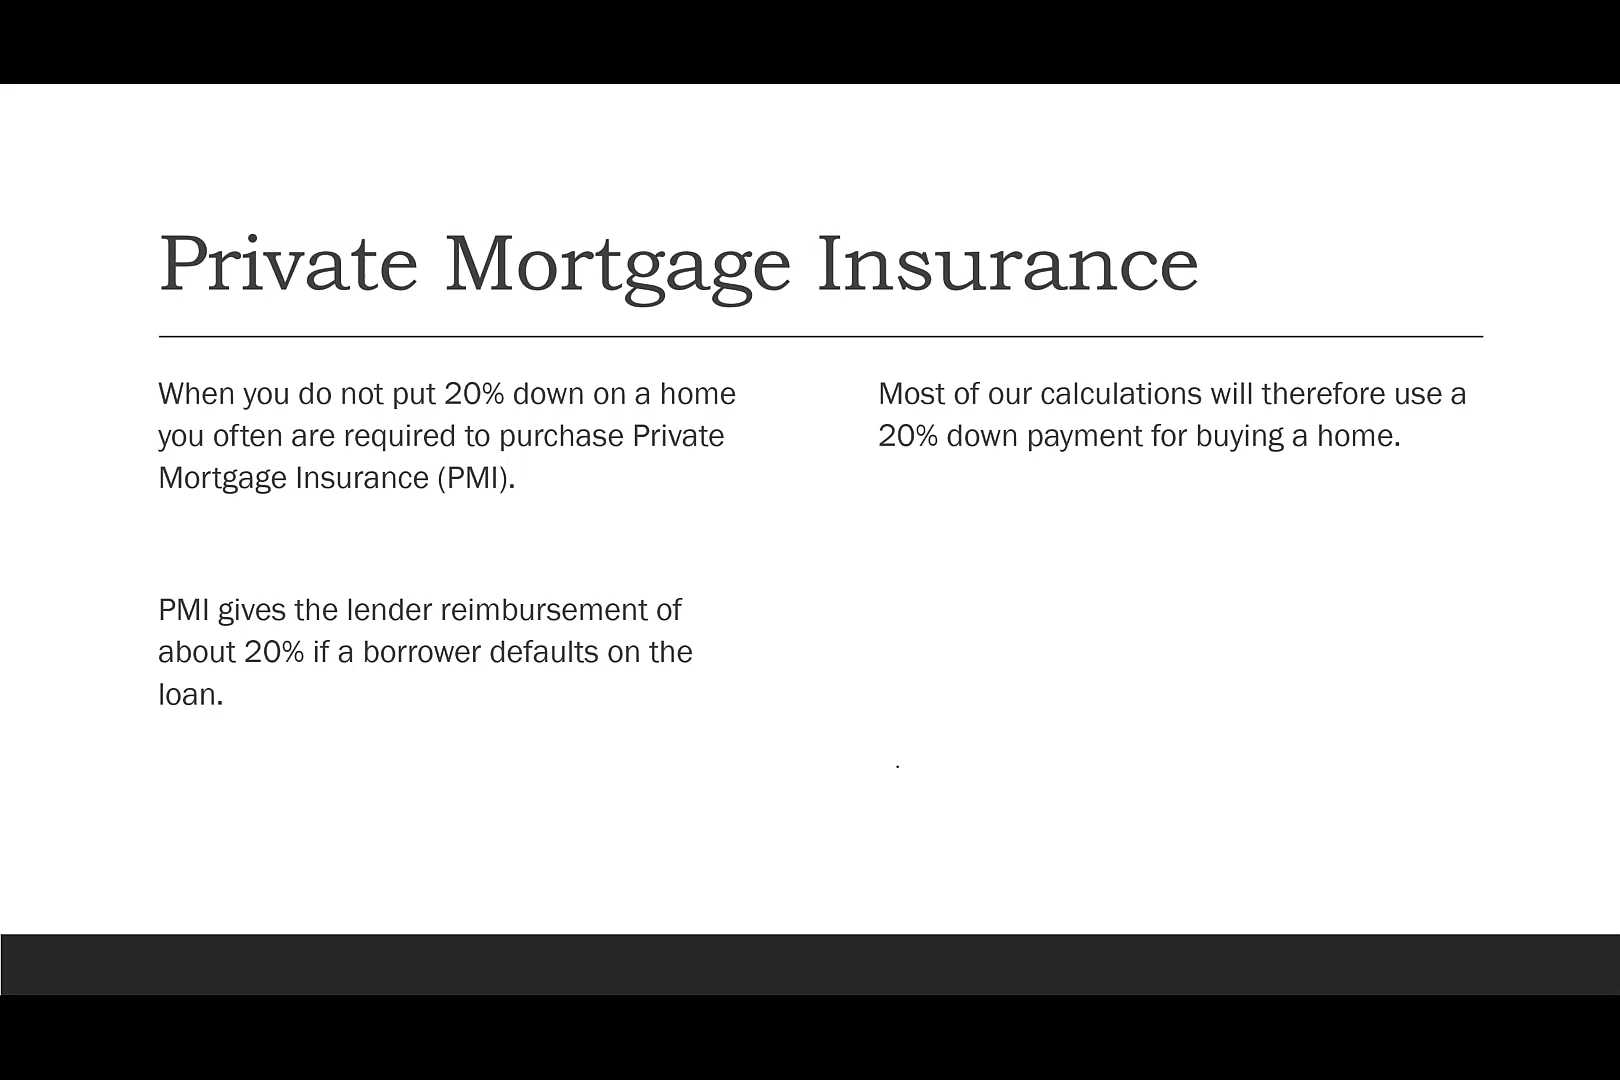 Private Mortgage Insurance
When you do not put 20% down on a home
you often are required to purchase Private
Mortgage Insurance (PMI).
PMI gives the lender reimbursement of
about 20% if a borrower defaults on the
loan.
Most of our calculations will therefore use a
20% down payment for buying a home.